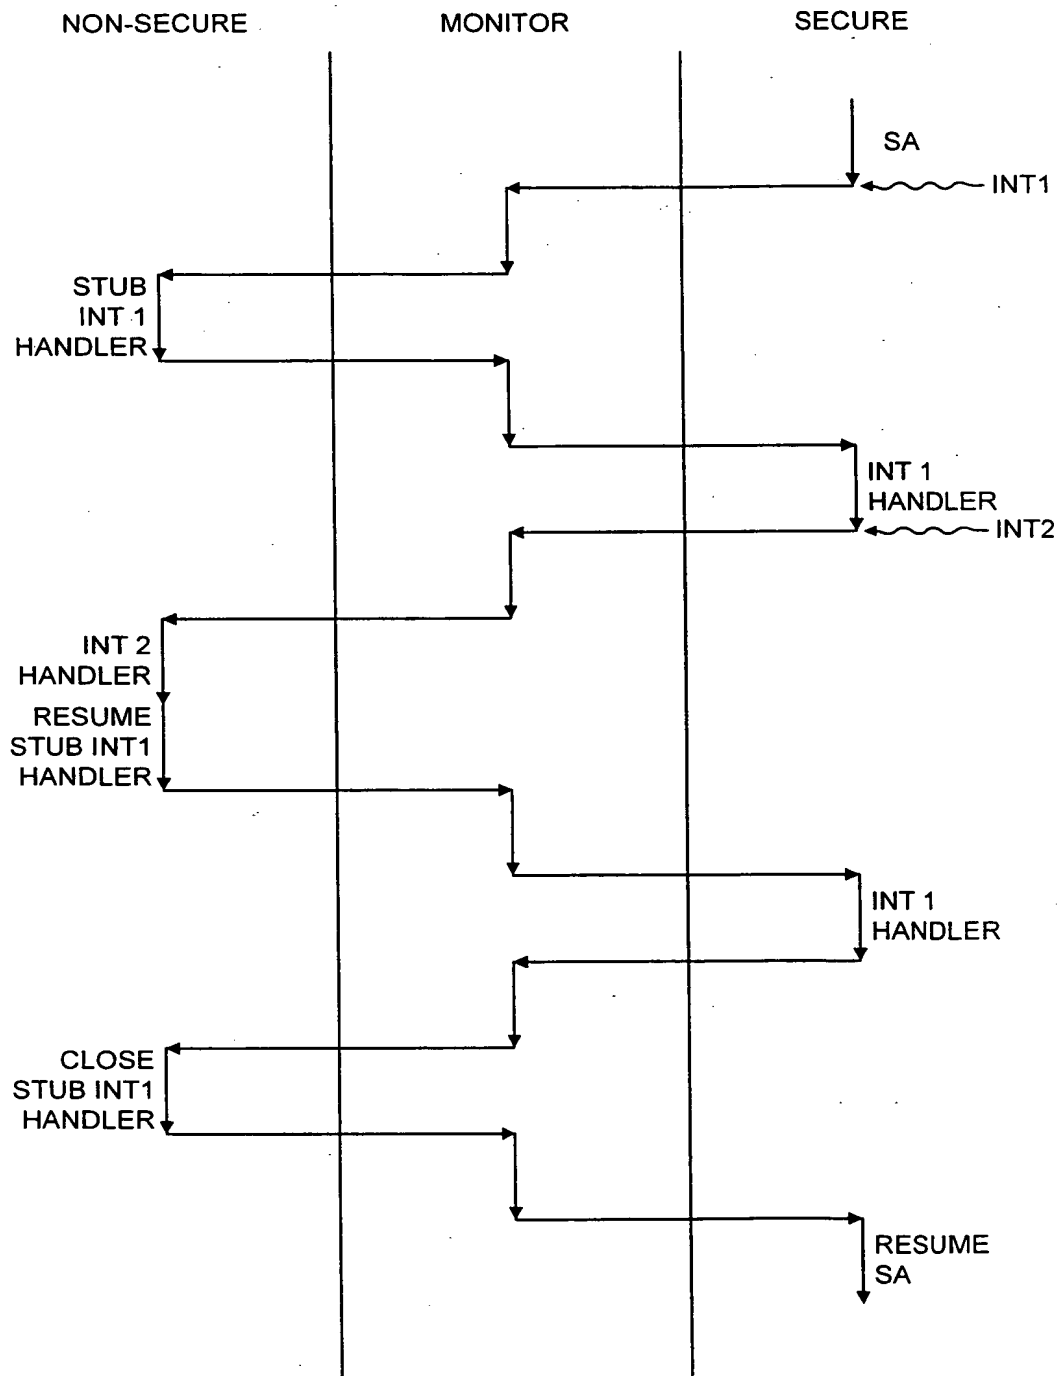 NON-SECURE
MONITOR
SECURE
SA
INT1
STUB
INT 1
HANDLER
INT 1
HANDLER
INT2
INT 2
HANDLER
RESUME
STUB INT1
HANDLER
INT 1
HANDLER
CLOSE
STUB INT1
HANDLER
RESUME
SA